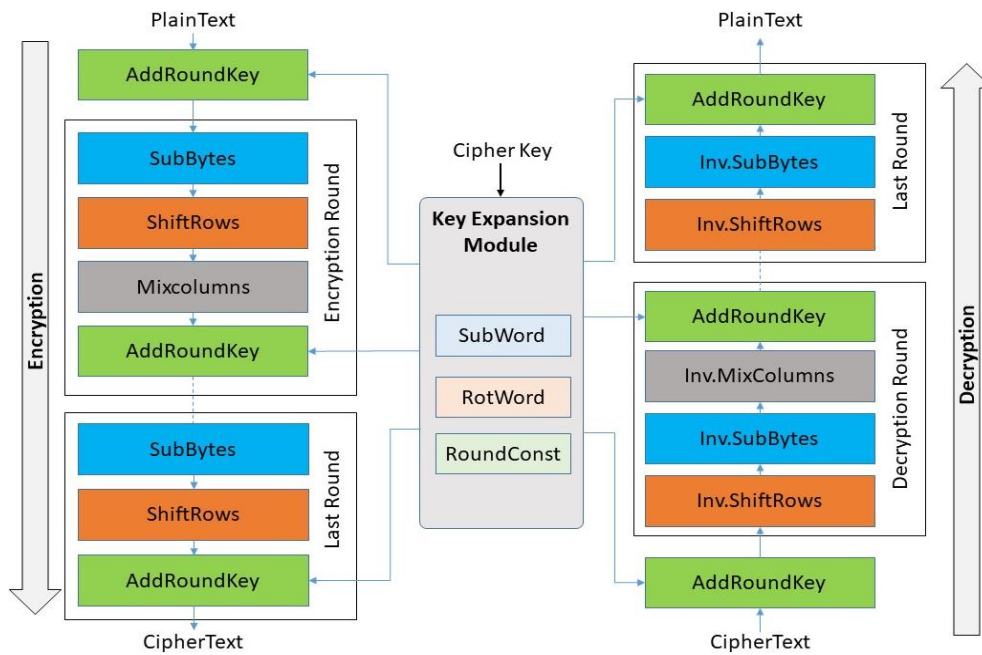 PlainText
AddRoundKey
SubBytes
ShiftRows
Mixcolumns
AddRoundKey
Encryption Round
SubBytes
ShiftRows
AddRoundKey
Last Round
CipherText
Encryption
Cipher Key
Key Expansion
Module
SubWord
RotWord
RoundConst
PlainText
AddRoundKey
Inv.SubBytes
Inv.ShiftRows
Last Round
AddRoundKey
Inv.MixColumns
Inv.SubBytes
Inv.ShiftRows
Decryption Round
AddRoundKey
CipherText
Decryption